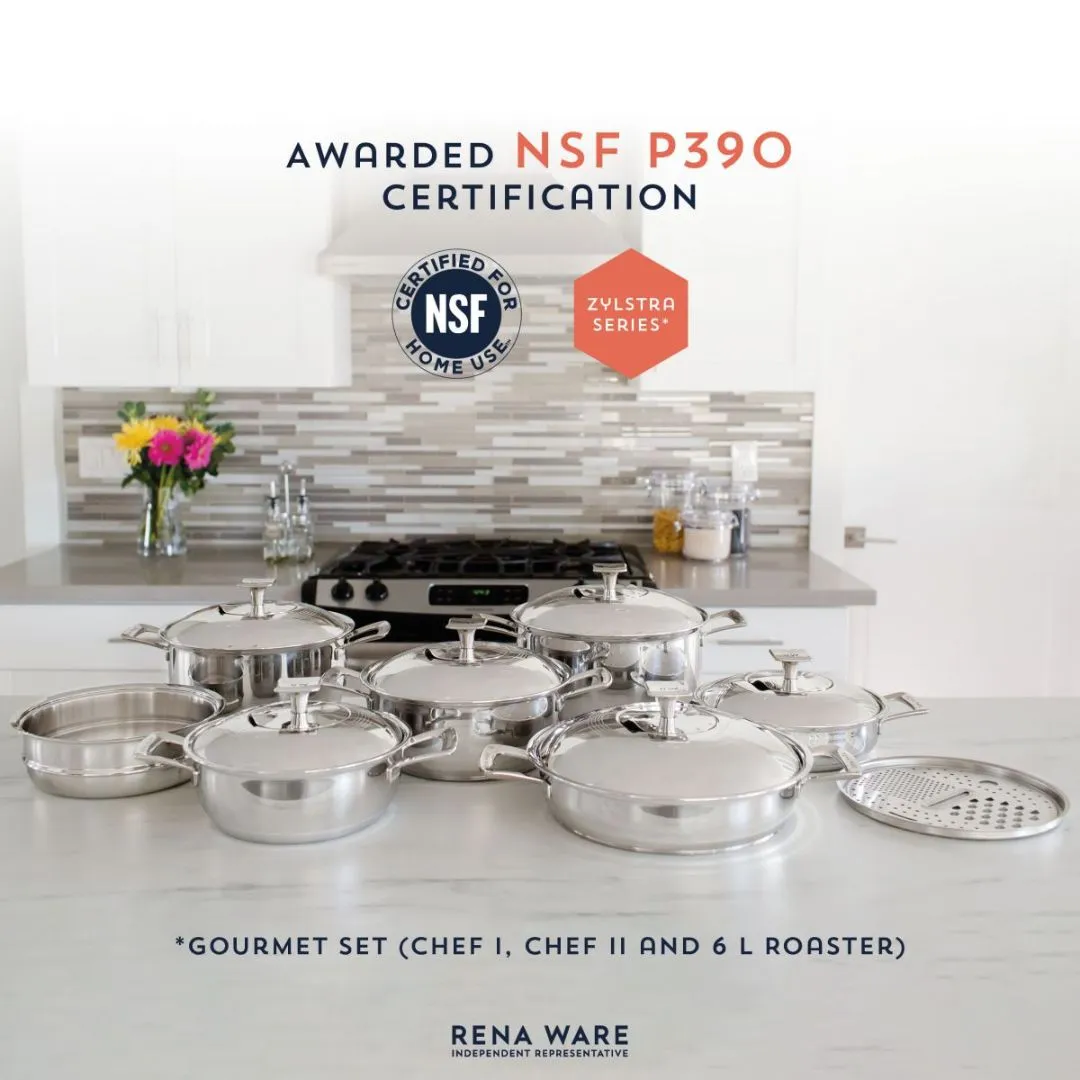 AWARDED NSF P390
CERTIFICATION
CERTIFIED FOR
NSF
HOME USE
ZYLSTRA
SERIES*
*GOURMET SET (CHEF I, CHEF II AND 6 L ROASTER)
RENA WARE
INDEPENDENT REPRESENTATIVE